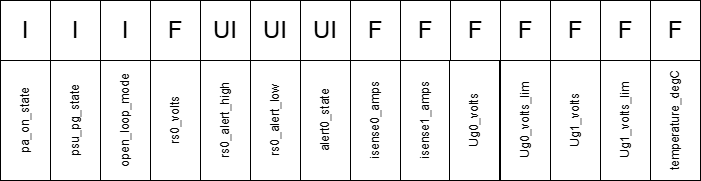 I I I F UI UI UI F F F F F F F
pa_on_state
psu_pg_state
open_loop_mode
rs0_volts
rs0_alert_high
rs0_alert_low
alert0_state
isense0_amps
isense1_amps
Ug0_volts
Ug0_volts_lim
Ug1_volts
Ug1_volts_lim
temperature_degC